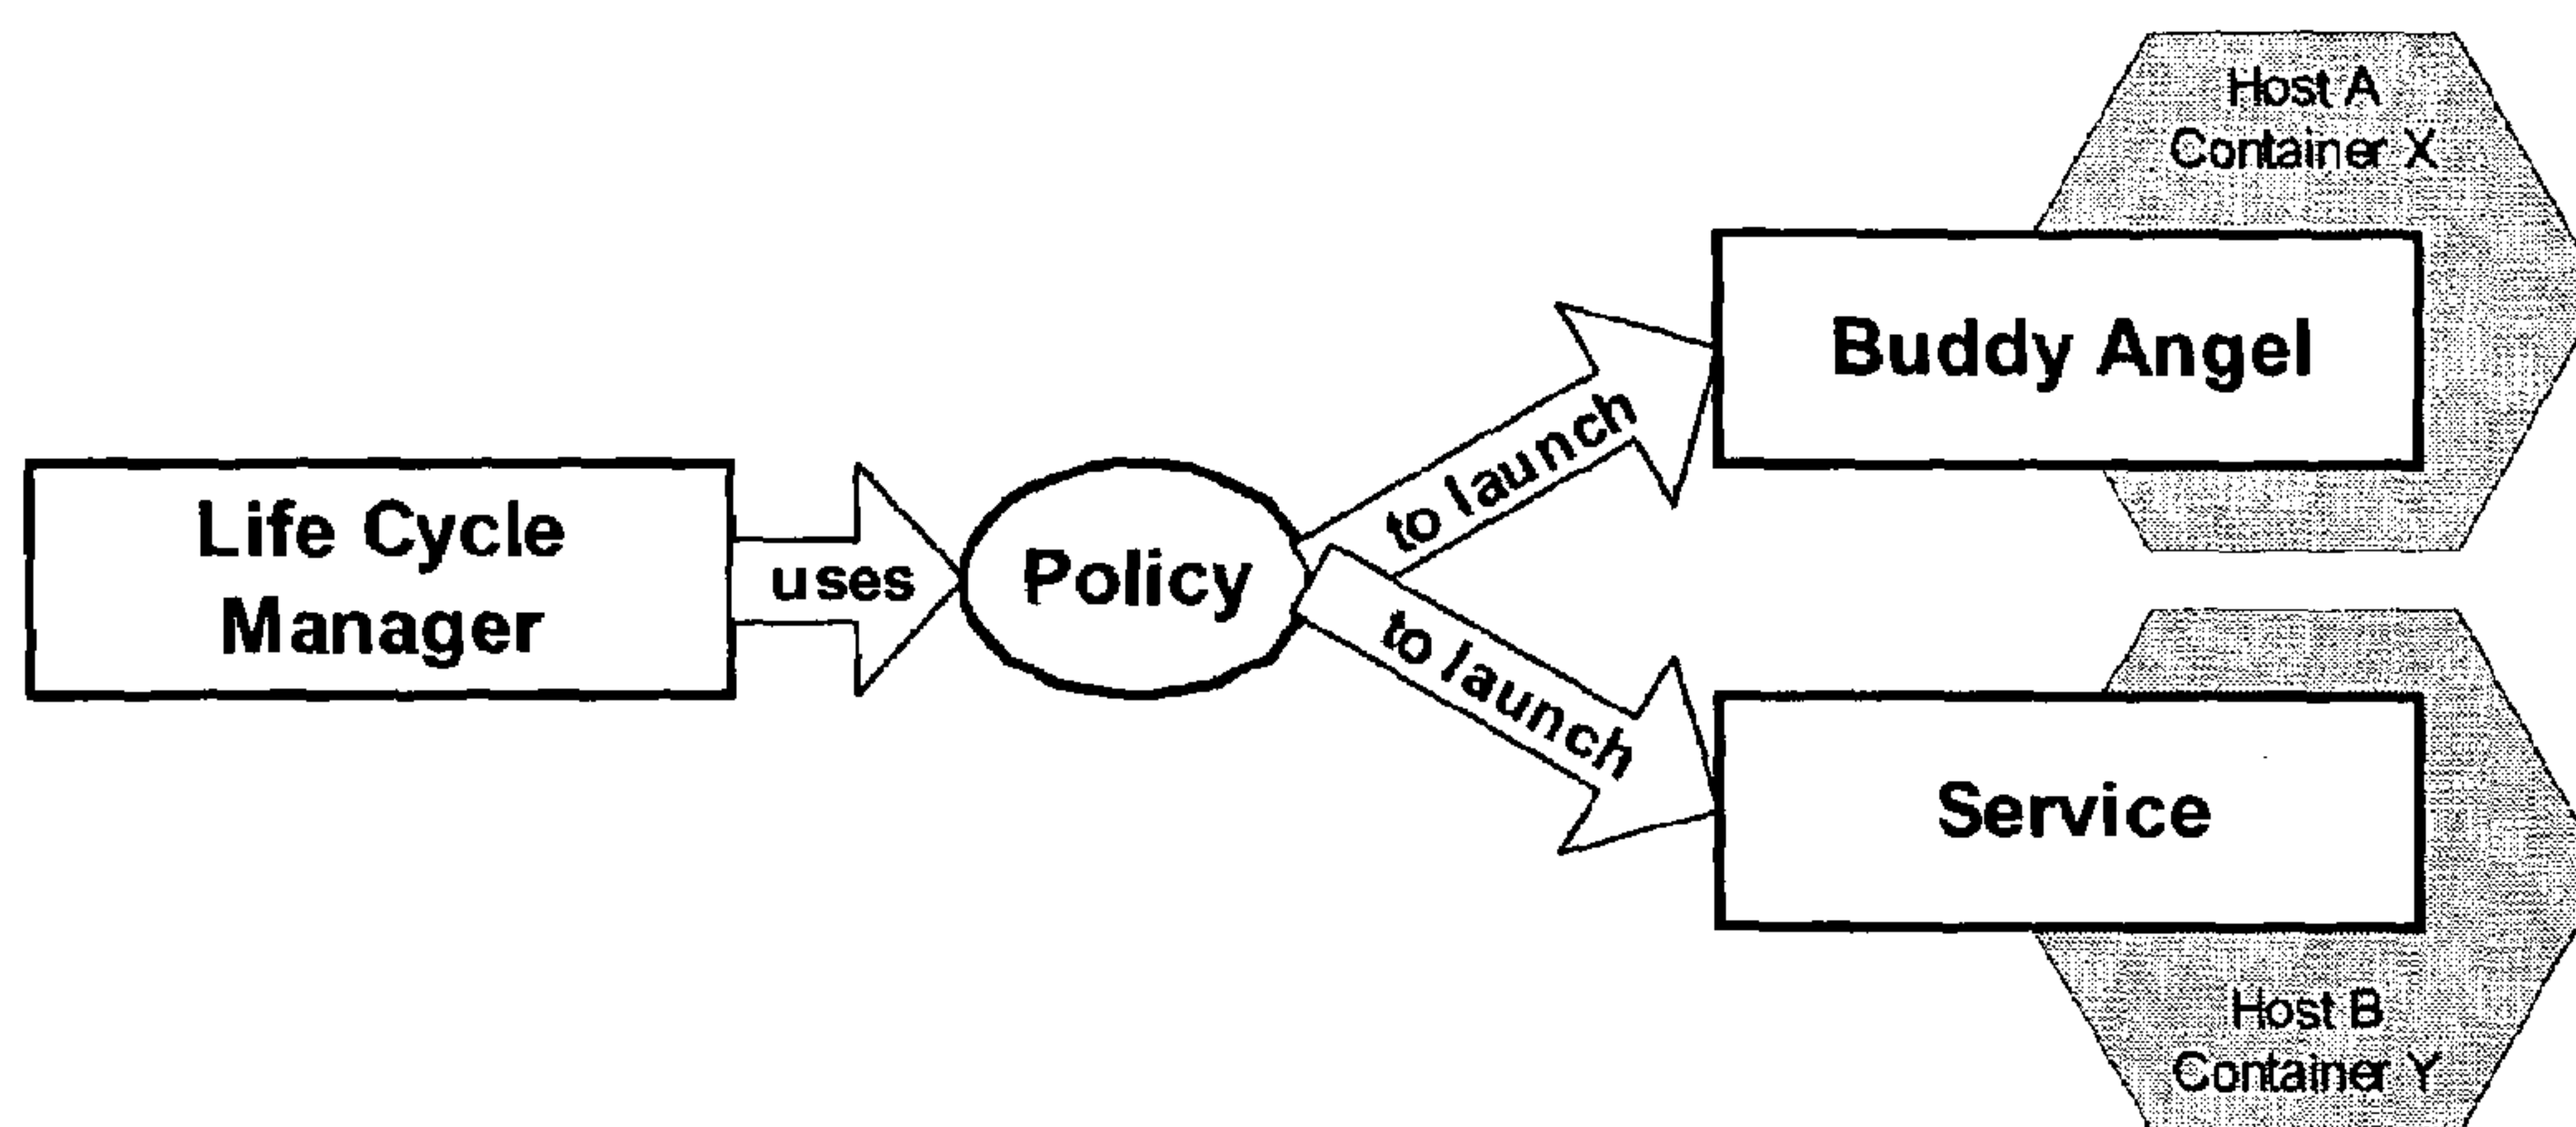 Host A
Container X
Buddy Angel
to launch
Life Cycle
Manager
uses
Policy
to launch
Service
Host B
Container Y